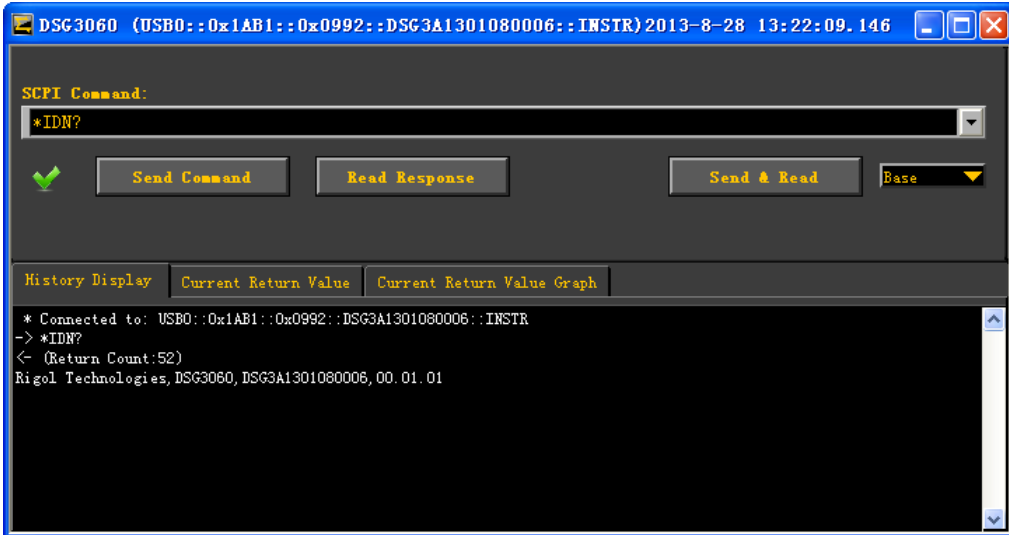 DSG3060 (USB0::0x1AB1::0x0992::DSG3A1301080006::INSTR)2013-8-28 13:22:09.146
SCPI Command:
*IDN?
Send Command Read Response Send & Read Base
History Display Current Return Value Current Return Value Graph
* Connected to: USB0::0x1AB1::0x0992::DSG3A1301080006::INSTR
-> *IDN?
<- (Return Count:52)
Rigol Technologies,DSG3060,DSG3A1301080006,00.01.01